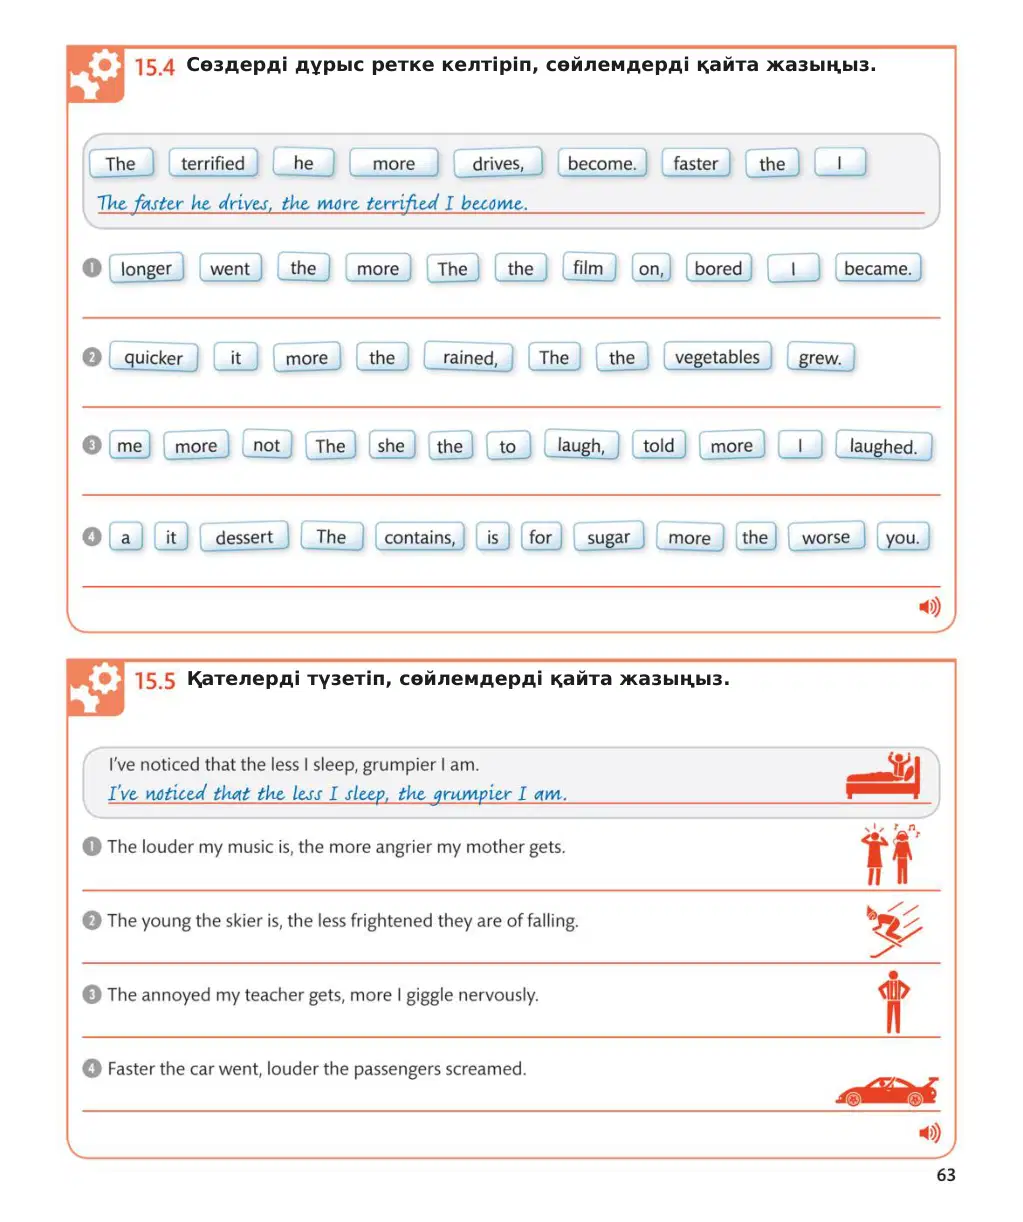 15.4 Сөздерді дұрыс ретке келтіріп, сөйлемдерді қайта жазыңыз.
The terrified he more drives, become. faster the I
The faster he drives, the more terrified I become.
1 longer went the more The the film on, bored I became.
2 quicker it more the rained, The the vegetables grew.
3 me more not The she the to laugh, told more I laughed.
4 a it dessert The contains, is for sugar more the worse you.
15.5 Қателерді түзетіп, сөйлемдерді қайта жазыңыз.
I've noticed that the less I sleep, grumpier I am.
I've noticed that the less I sleep, the grumpier I am.
1 The louder my music is, the more angrier my mother gets.
2 The young the skier is, the less frightened they are of falling.
3 The annoyed my teacher gets, more I giggle nervously.
4 Faster the car went, louder the passengers screamed.
63